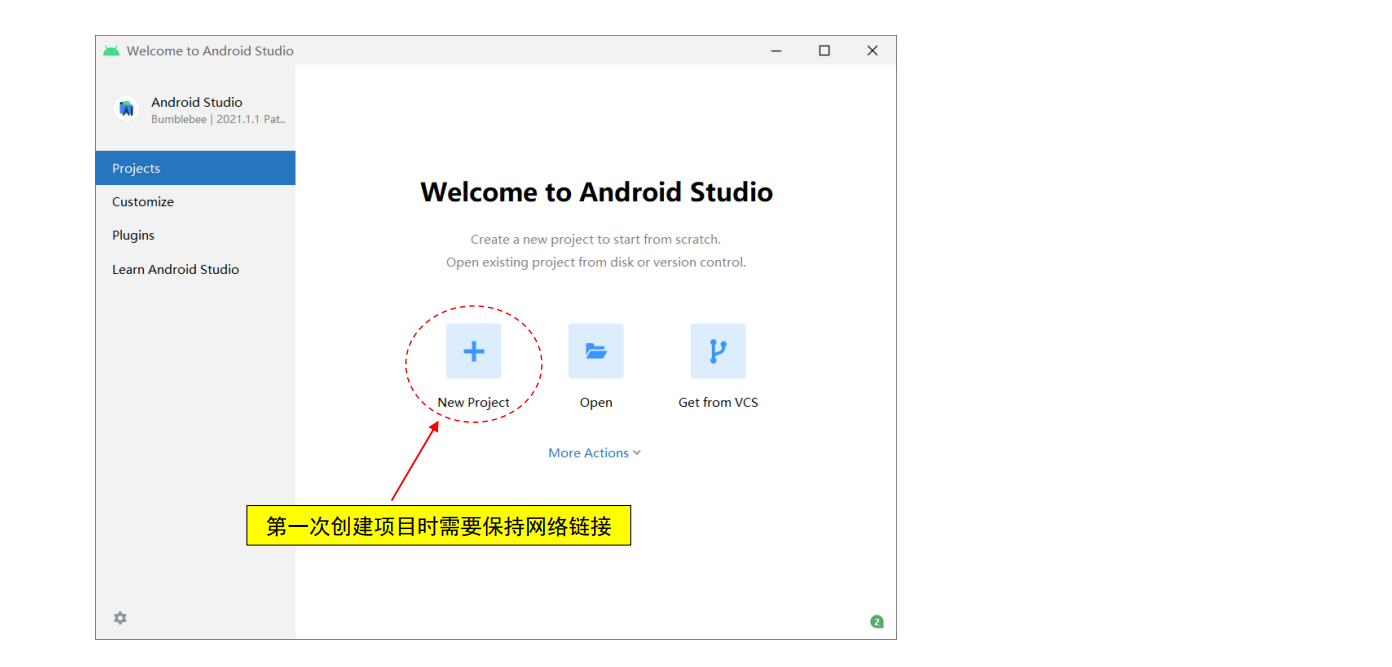 Welcome to Android Studio
Android Studio
Bumblebee | 2021.1.1 Pat..
Projects
Customize
Plugins
Learn Android Studio
Welcome to Android Studio
Create a new project to start from scratch.
Open existing project from disk or version control.
New Project
Open
Get from VCS
More Actions
第一次创建项目时需要保持网络链接
2